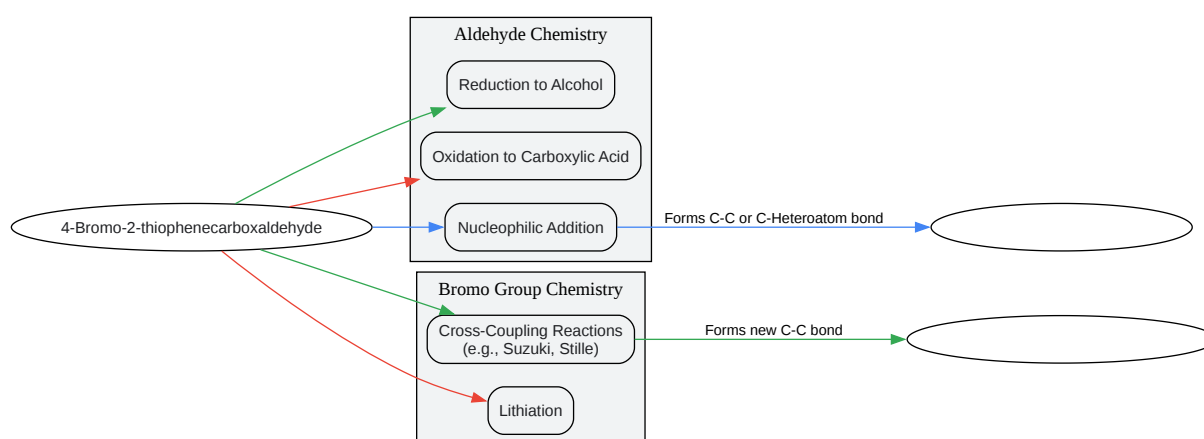 Aldehyde Chemistry
Reduction to Alcohol
Oxidation to Carboxylic Acid
4-Bromo-2-thiophenecarboxaldehyde
Nucleophilic Addition
Forms C-C or C-Heteroatom bond
Bromo Group Chemistry
Cross-Coupling Reactions
(e.g., Suzuki, Stille)
Forms new C-C bond
Lithiation